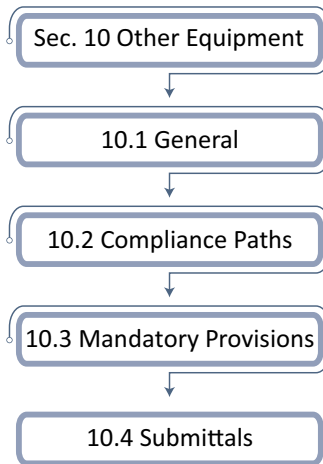 Sec. 10 Other Equipment
10.1 General
10.2 Compliance Paths
10.3 Mandatory Provisions
10.4 Submittals